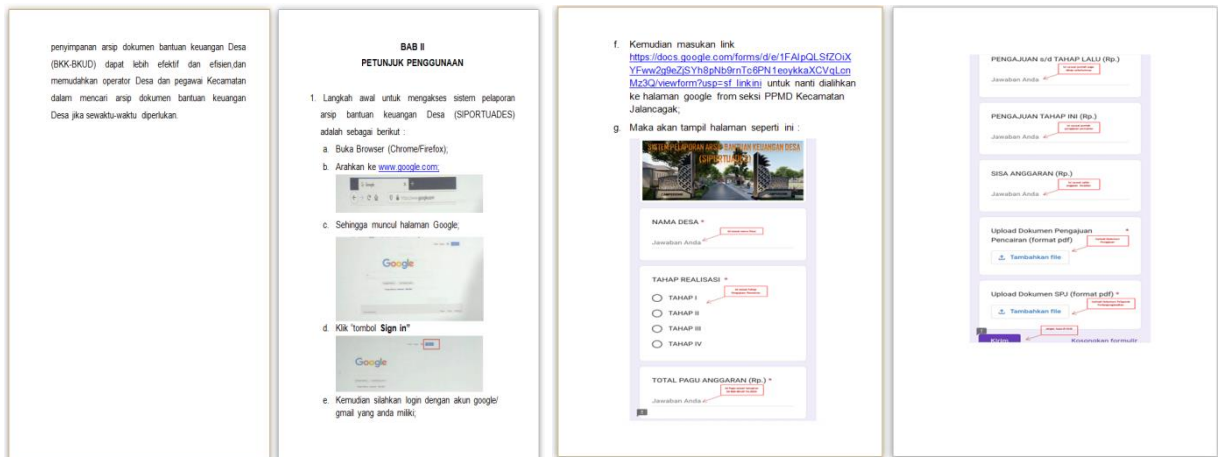 penyimpanan arsip dokumen bantuan keuangan Desa
(BKK-BKUD) dapat lebih efektif dan efisien,dan
memudahkan operator Desa dan pegawai Kecamatan
dalam mencari arsip dokumen bantuan keuangan
Desa jika sewaktu-waktu diperlukan.
BAB II
PETUNJUK PENGGUNAAN
1. Langkah awal untuk mengakses sistem pelaporan
arsip bantuan keuangan Desa (SIPORTUADES)
adalah sebagai berikut :
a. Buka Browser (Chrome/Firefox);
b. Arahkan ke www.google.com;
c. Sehingga muncul halaman Google;
Google
d. Klik "tombol Sign in"
Google
e. Kemudian silahkan login dengan akun google/
gmail yang anda miliki;
f. Kemudian masukan link
https://docs.google.com/forms/d/e/1FAIpQLSfZOiX
YFww2g9eZjSYh8pNb9rnTc6PN1eoykkaXCVqLcn
Mz3Q/viewform?usp=sf_linkini untuk nanti dialihkan
ke halaman google from seksi PPMD Kecamatan
Jalancagak;
g. Maka akan tampil halaman seperti ini :
SISTEM PELAPORAN ARSIP BANTUAN KEUANGAN DESA
(SIPORTUADES)
NAMA DESA *
Jawaban Anda
TAHAP REALISASI *
TAHAP I
TAHAP II
TAHAP III
TAHAP IV
TOTAL PAGU ANGGARAN (Rp.) *
Jawaban Anda
PENGAJUAN s/d TAHAP LALU (Rp.)
Jawaban Anda
PENGAJUAN TAHAP INI (Rp.)
Jawaban Anda
SISA ANGGARAN (Rp.)
Jawaban Anda
Upload Dokumen Pengajuan *
Pencairan (format pdf)
Tambahkan file
Upload Dokumen SPJ (format pdf) *
Tambahkan file
Kirim
Kosongkan formulir